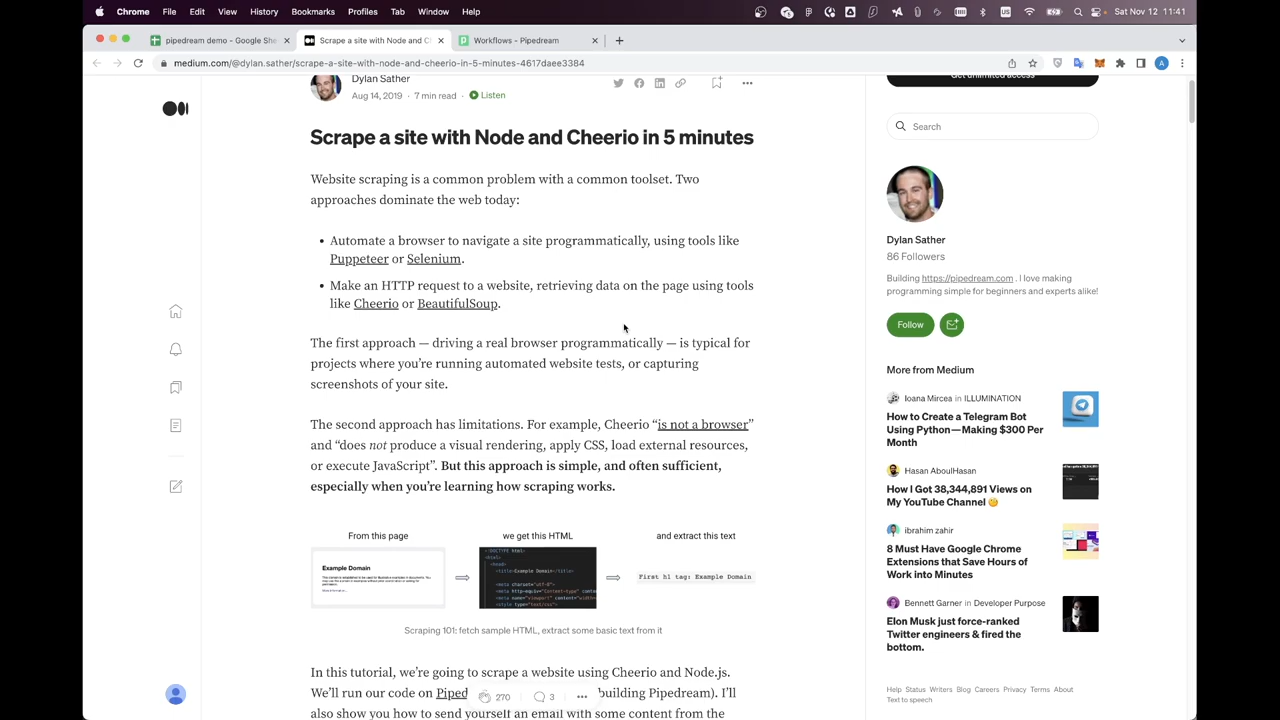 Chrome File Edit View History Bookmarks Profiles Tab Window Help Sat Nov 12 11:41
pipedream demo - Google She Scrape a site with Node and C Workflows - Pipedream
medium.com/@dylan.sather/scrape-a-site-with-node-and-cheerio-in-5-minutes-4617daee3384
Dylan Sather
Aug 14, 2019 · 7 min read · Listen
Scrape a site with Node and Cheerio in 5 minutes
Website scraping is a common problem with a common toolset. Two
approaches dominate the web today:
• Automate a browser to navigate a site programmatically, using tools like
Puppeteer or Selenium.
• Make an HTTP request to a website, retrieving data on the page using tools
like Cheerio or BeautifulSoup.
The first approach — driving a real browser programmatically — is typical for
projects where you're running automated website tests, or capturing
screenshots of your site.
The second approach has limitations. For example, Cheerio "is not a browser"
and "does not produce a visual rendering, apply CSS, load external resources,
or execute JavaScript". But this approach is simple, and often sufficient,
especially when you're learning how scraping works.
From this page we get this HTML and extract this text
Example Domain
<!DOCTYPE html>
<html>
<head>
<title>Example Domain</title>
<meta charset="utf-8"
First h1 tag: Example Domain
Scraping 101: fetch sample HTML, extract some basic text from it
In this tutorial, we're going to scrape a website using Cheerio and Node.js.
We'll run our code on Piped building Pipedream). I'll
270 3
also show you how to send yourself an email with some content from the
Get unlimited access
Search
Dylan Sather
86 Followers
Building https://pipedream.com . I love making
programming simple for beginners and experts alike!
Follow
More from Medium
Ioana Mircea in ILLUMINATION
How to Create a Telegram Bot
Using Python—Making $300 Per
Month
Hasan AboulHasan
How I Got 38,344,891 Views on
My YouTube Channel 🤫
ibrahim zahir
8 Must Have Google Chrome
Extensions that Save Hours of
Work into Minutes
Bennett Garner in Developer Purpose
Elon Musk just force-ranked
Twitter engineers & fired the
bottom.
Help Status Writers Blog Careers Privacy Terms About
Text to speech